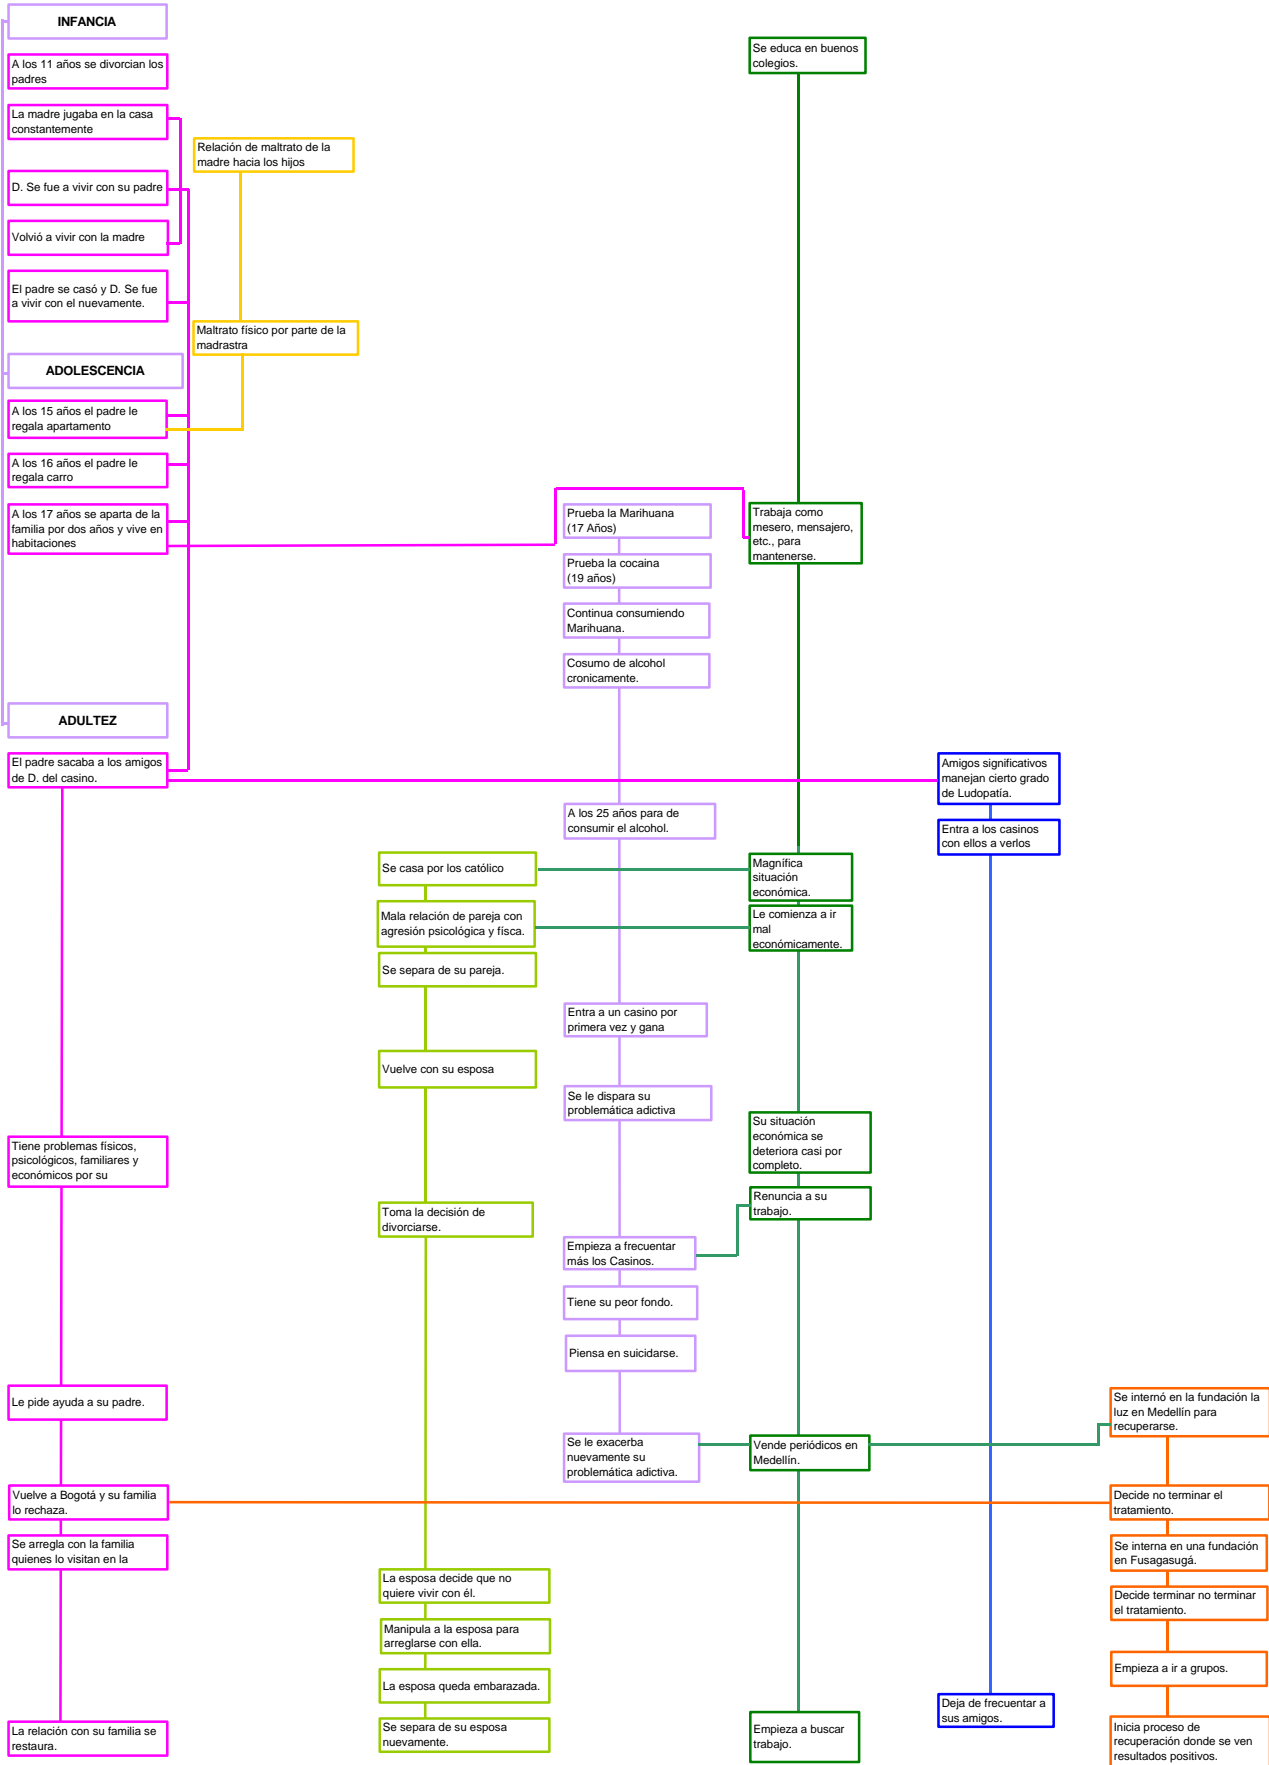 INFANCIA
A los 11 años se divorcian los
padres
La madre jugaba en la casa
constantemente
D. Se fue a vivir con su padre
Volvió a vivir con la madre
El padre se casó y D. Se fue
a vivir con el nuevamente.
ADOLESCENCIA
A los 15 años el padre le
regala apartamento
A los 16 años el padre le
regala carro
A los 17 años se aparta de la
familia por dos años y vive en
habitaciones
ADULTEZ
El padre sacaba a los amigos
de D. del casino.
Tiene problemas físicos,
psicológicos, familiares y
económicos por su
Le pide ayuda a su padre.
Vuelve a Bogotá y su familia
lo rechaza.
Se arregla con la familia
quienes lo visitan en la
La relación con su familia se
restaura.
Relación de maltrato de la
madre hacia los hijos
Maltrato físico por parte de la
madrastra
Se casa por los católico
Mala relación de pareja con
agresión psicológica y físca.
Se separa de su pareja.
Vuelve con su esposa
Toma la decisión de
divorciarse.
La esposa decide que no
quiere vivir con él.
Manipula a la esposa para
arreglarse con ella.
La esposa queda embarazada.
Se separa de su esposa
nuevamente.
Prueba la Marihuana
(17 Años)
Prueba la cocaina
(19 años)
Continua consumiendo
Marihuana.
Cosumo de alcohol
cronicamente.
A los 25 años para de
consumir el alcohol.
Entra a un casino por
primera vez y gana
Se le dispara su
problemática adictiva
Empieza a frecuentar
más los Casinos.
Tiene su peor fondo.
Piensa en suicidarse.
Se le exacerba
nuevamente su
problemática adictiva.
Se educa en buenos
colegios.
Trabaja como
mesero, mensajero,
etc., para
mantenerse.
Magnífica
situación
económica.
Le comienza a ir
mal
económicamente.
Su situación
económica se
deteriora casi por
completo.
Renuncia a su
trabajo.
Vende periódicos en
Medellín.
Empieza a buscar
trabajo.
Amigos significativos
manejan cierto grado
de Ludopatía.
Entra a los casinos
con ellos a verlos
Deja de frecuentar a
sus amigos.
Se internó en la fundación la
luz en Medellín para
recuperarse.
Decide no terminar el
tratamiento.
Se interna en una fundación
en Fusagasugá.
Decide terminar no terminar
el tratamiento.
Empieza a ir a grupos.
Inicia proceso de
recuperación donde se ven
resultados positivos.